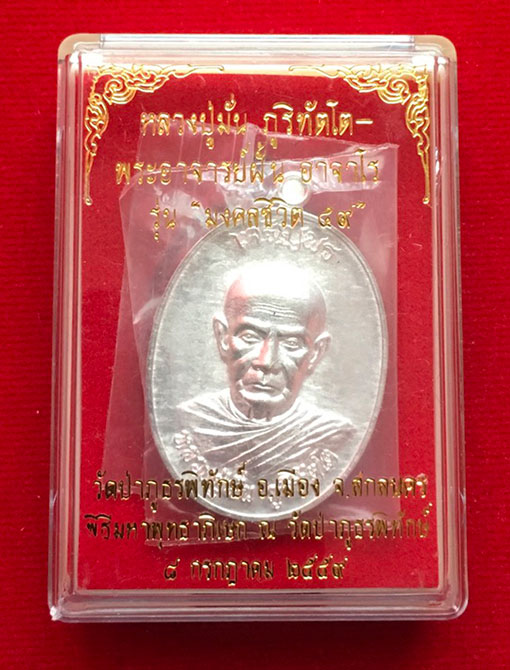 หลวงปู่มั่น ภูริทัตโต-
พระอาจารย์ฝั้น อาจาโร
รุ่น "มงคลชีวิต ๔๙"
วัดป่าภูธรพิทักษ์ อ.เมือง จ.สกลนคร
พิธีมหาพุทธาภิเษก ณ วัดป่าภูธรพิทักษ์
๘ กรกฎาคม ๒๕๕๙